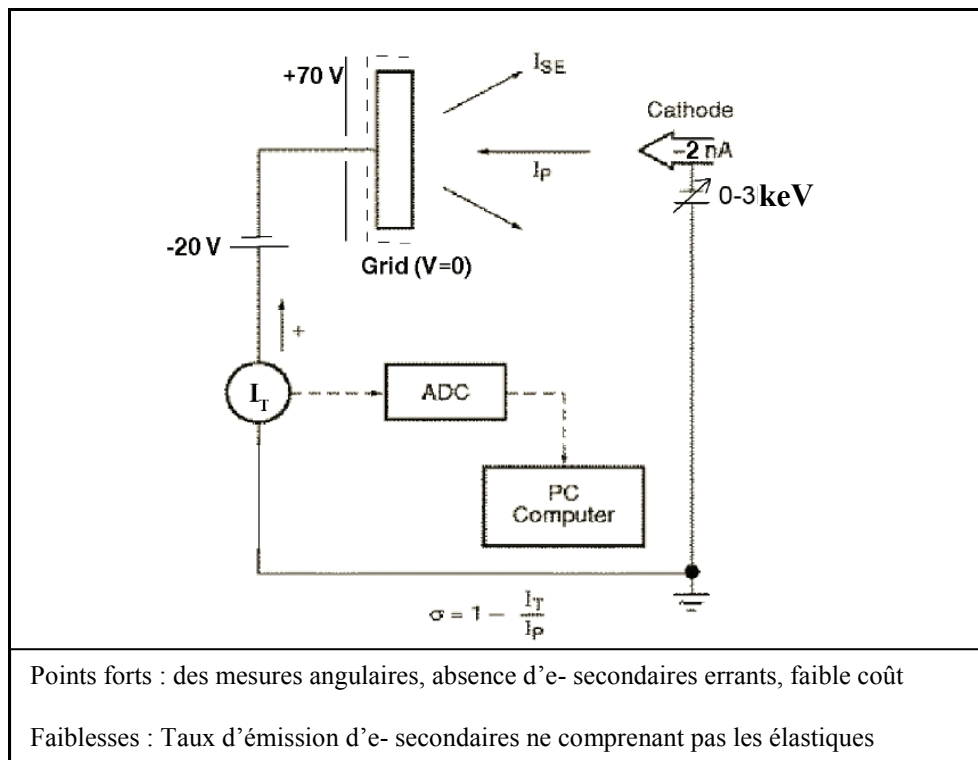 +70 V
I_SE
Cathode
−2 nA
I_P
0-3 keV
-20 V
Grid (V=0)
+
I_T
ADC
PC
Computer
σ = 1 − I_T / I_P
Points forts : des mesures angulaires, absence d’e- secondaires errants, faible coût
Faiblesses : Taux d’émission d’e- secondaires ne comprenant pas les élastiques